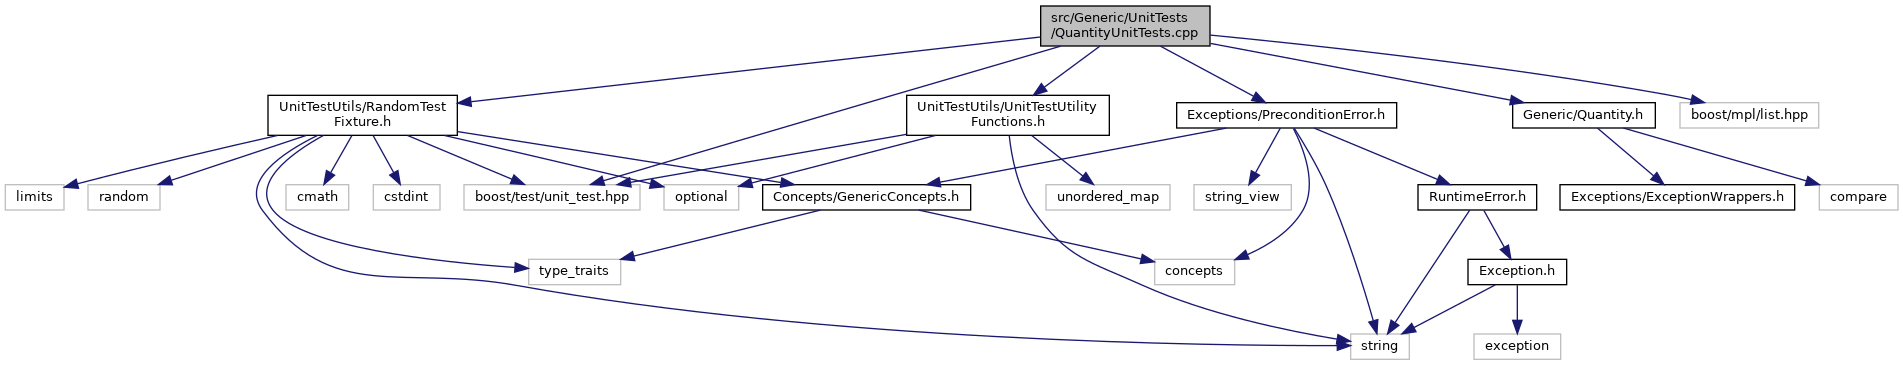 src/Generic/UnitTests
/QuantityUnitTests.cpp
UnitTestUtils/RandomTest
Fixture.h
UnitTestUtils/UnitTestUtility
Functions.h
Exceptions/PreconditionError.h
Generic/Quantity.h
boost/mpl/list.hpp
limits
random
cmath
cstdint
boost/test/unit_test.hpp
optional
Concepts/GenericConcepts.h
unordered_map
string_view
RuntimeError.h
Exceptions/ExceptionWrappers.h
compare
type_traits
concepts
Exception.h
string
exception